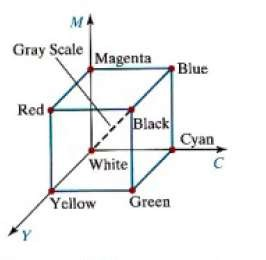 M
Gray Scale
Magenta
Blue
Red
Black
Cyan
White
C
Yellow
Green
Y